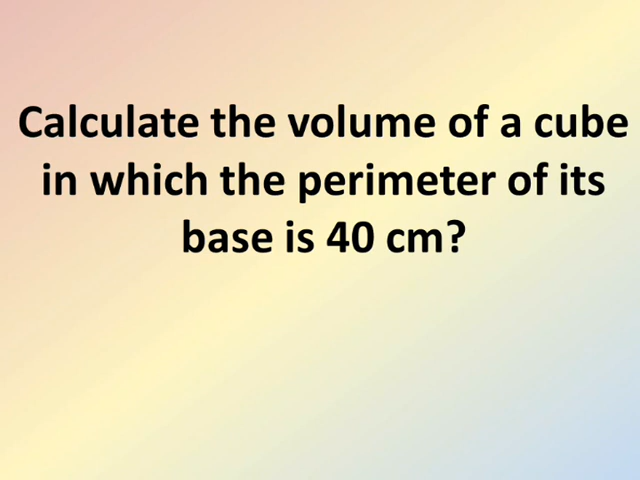 Calculate the volume of a cube
in which the perimeter of its
base is 40 cm?